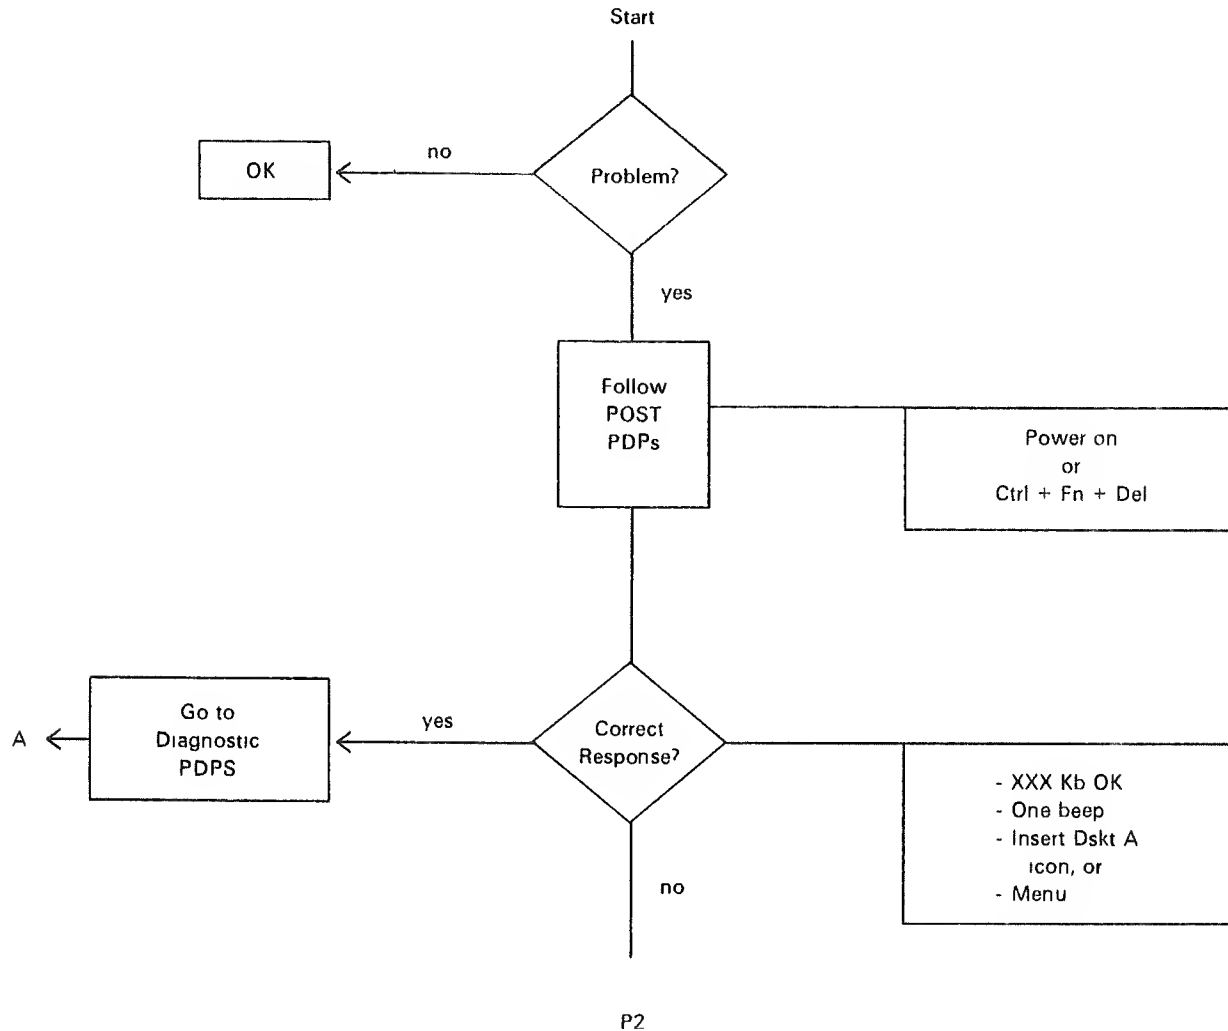 Start
Problem?
no
OK
yes
Follow
POST
PDPs
Power on
or
Ctrl + Fn + Del
Correct
Response?
yes
Go to
Diagnostic
PDPS
A
- XXX Kb OK
- One beep
- Insert Dskt A
icon, or
- Menu
no
P2